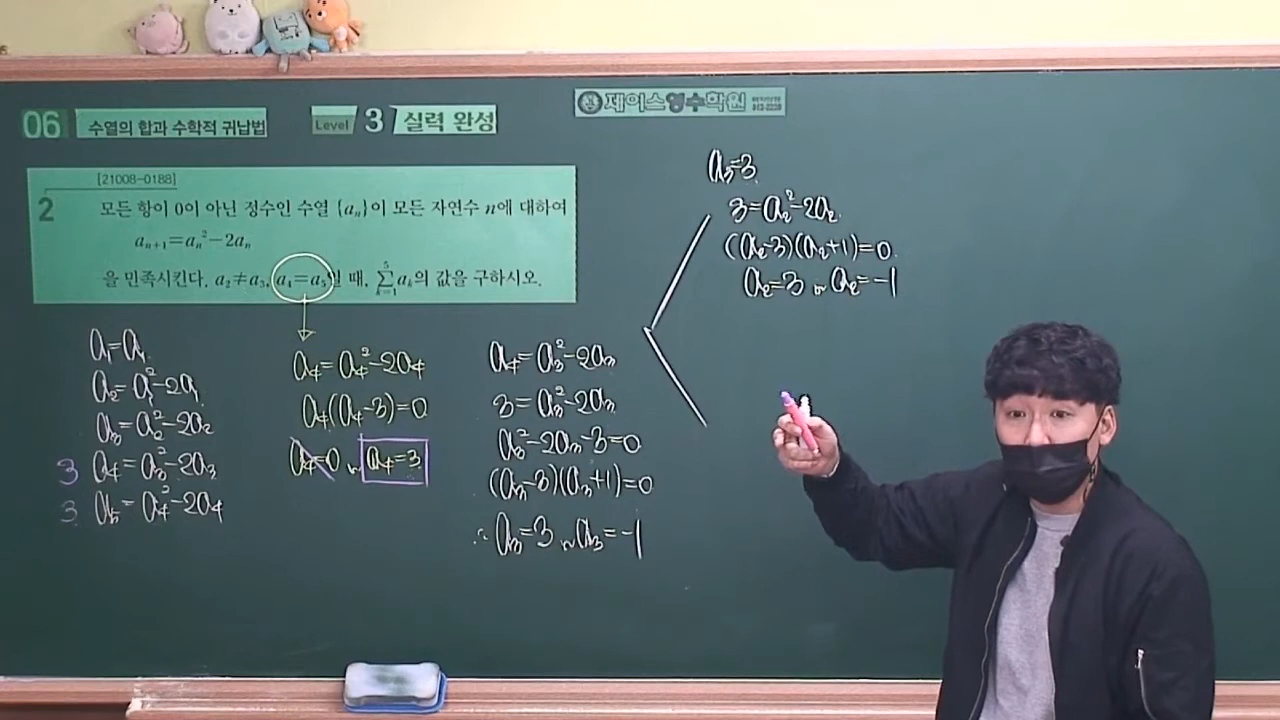 06 수열의 합과 수학적 귀납법 Level 3 실력 완성
제이스영수학원
[21008-0188]
2 모든 항이 0이 아닌 정수인 수열 {aₙ}이 모든 자연수 n에 대하여
aₙ₊₁=aₙ²-2aₙ
을 만족시킨다. a₂≠a₃, a₄=a₅일 때, ∑ₖ₌₁⁵ aₖ의 값을 구하시오.
a₁=a₁
a₂=a₁²-2a₁
a₃=a₂²-2a₂
3 a₄=a₃²-2a₃
3 a₅=a₄²-2a₄
a₄=a₄²-2a₄
a₄(a₄-3)=0
a₄=0 or a₄=3
a₄=a₃²-2a₃
3=a₃²-2a₃
a₃²-2a₃-3=0
(a₃-3)(a₃+1)=0
∴ a₃=3 or a₃=-1
a₃=3
3=a₂²-2a₂
(a₂-3)(a₂+1)=0
a₂=3 or a₂=-1